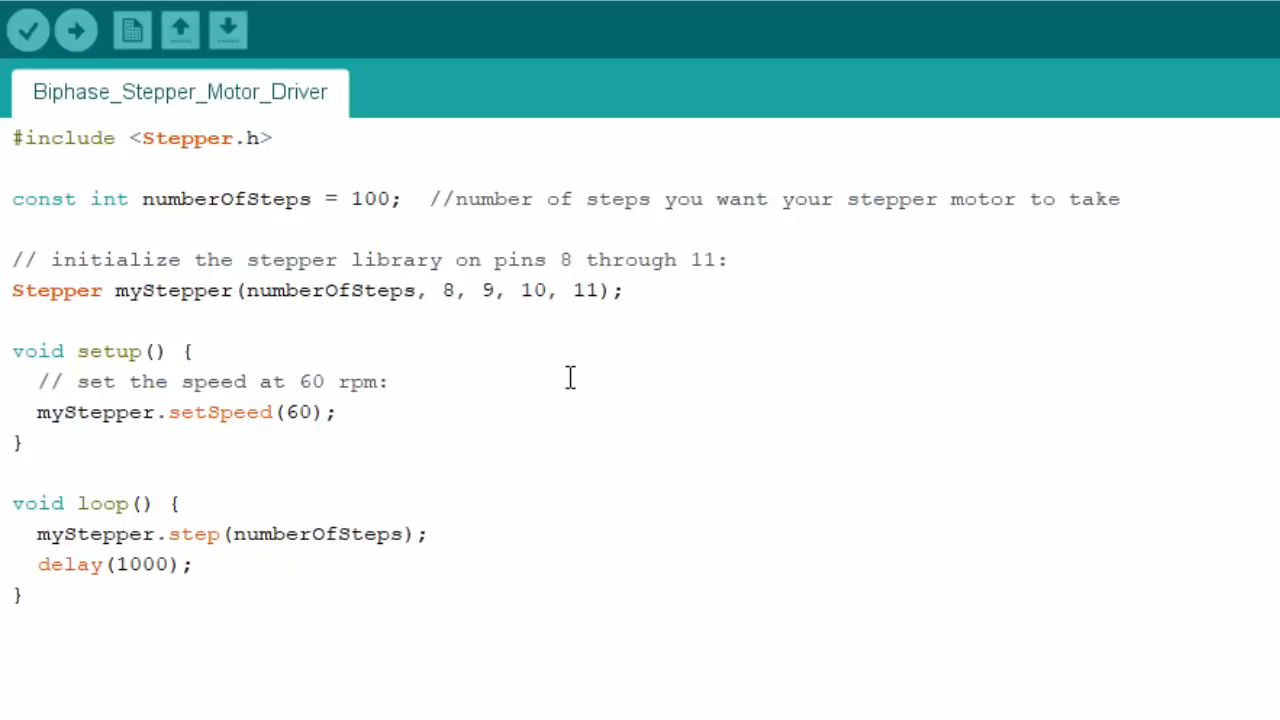 Biphase_Stepper_Motor_Driver
#include <Stepper.h>
const int numberOfSteps = 100;  //number of steps you want your stepper motor to take
// initialize the stepper library on pins 8 through 11:
Stepper myStepper(numberOfSteps, 8, 9, 10, 11);
void setup() {
  // set the speed at 60 rpm:
  myStepper.setSpeed(60);
}
void loop() {
  myStepper.step(numberOfSteps);
  delay(1000);
}